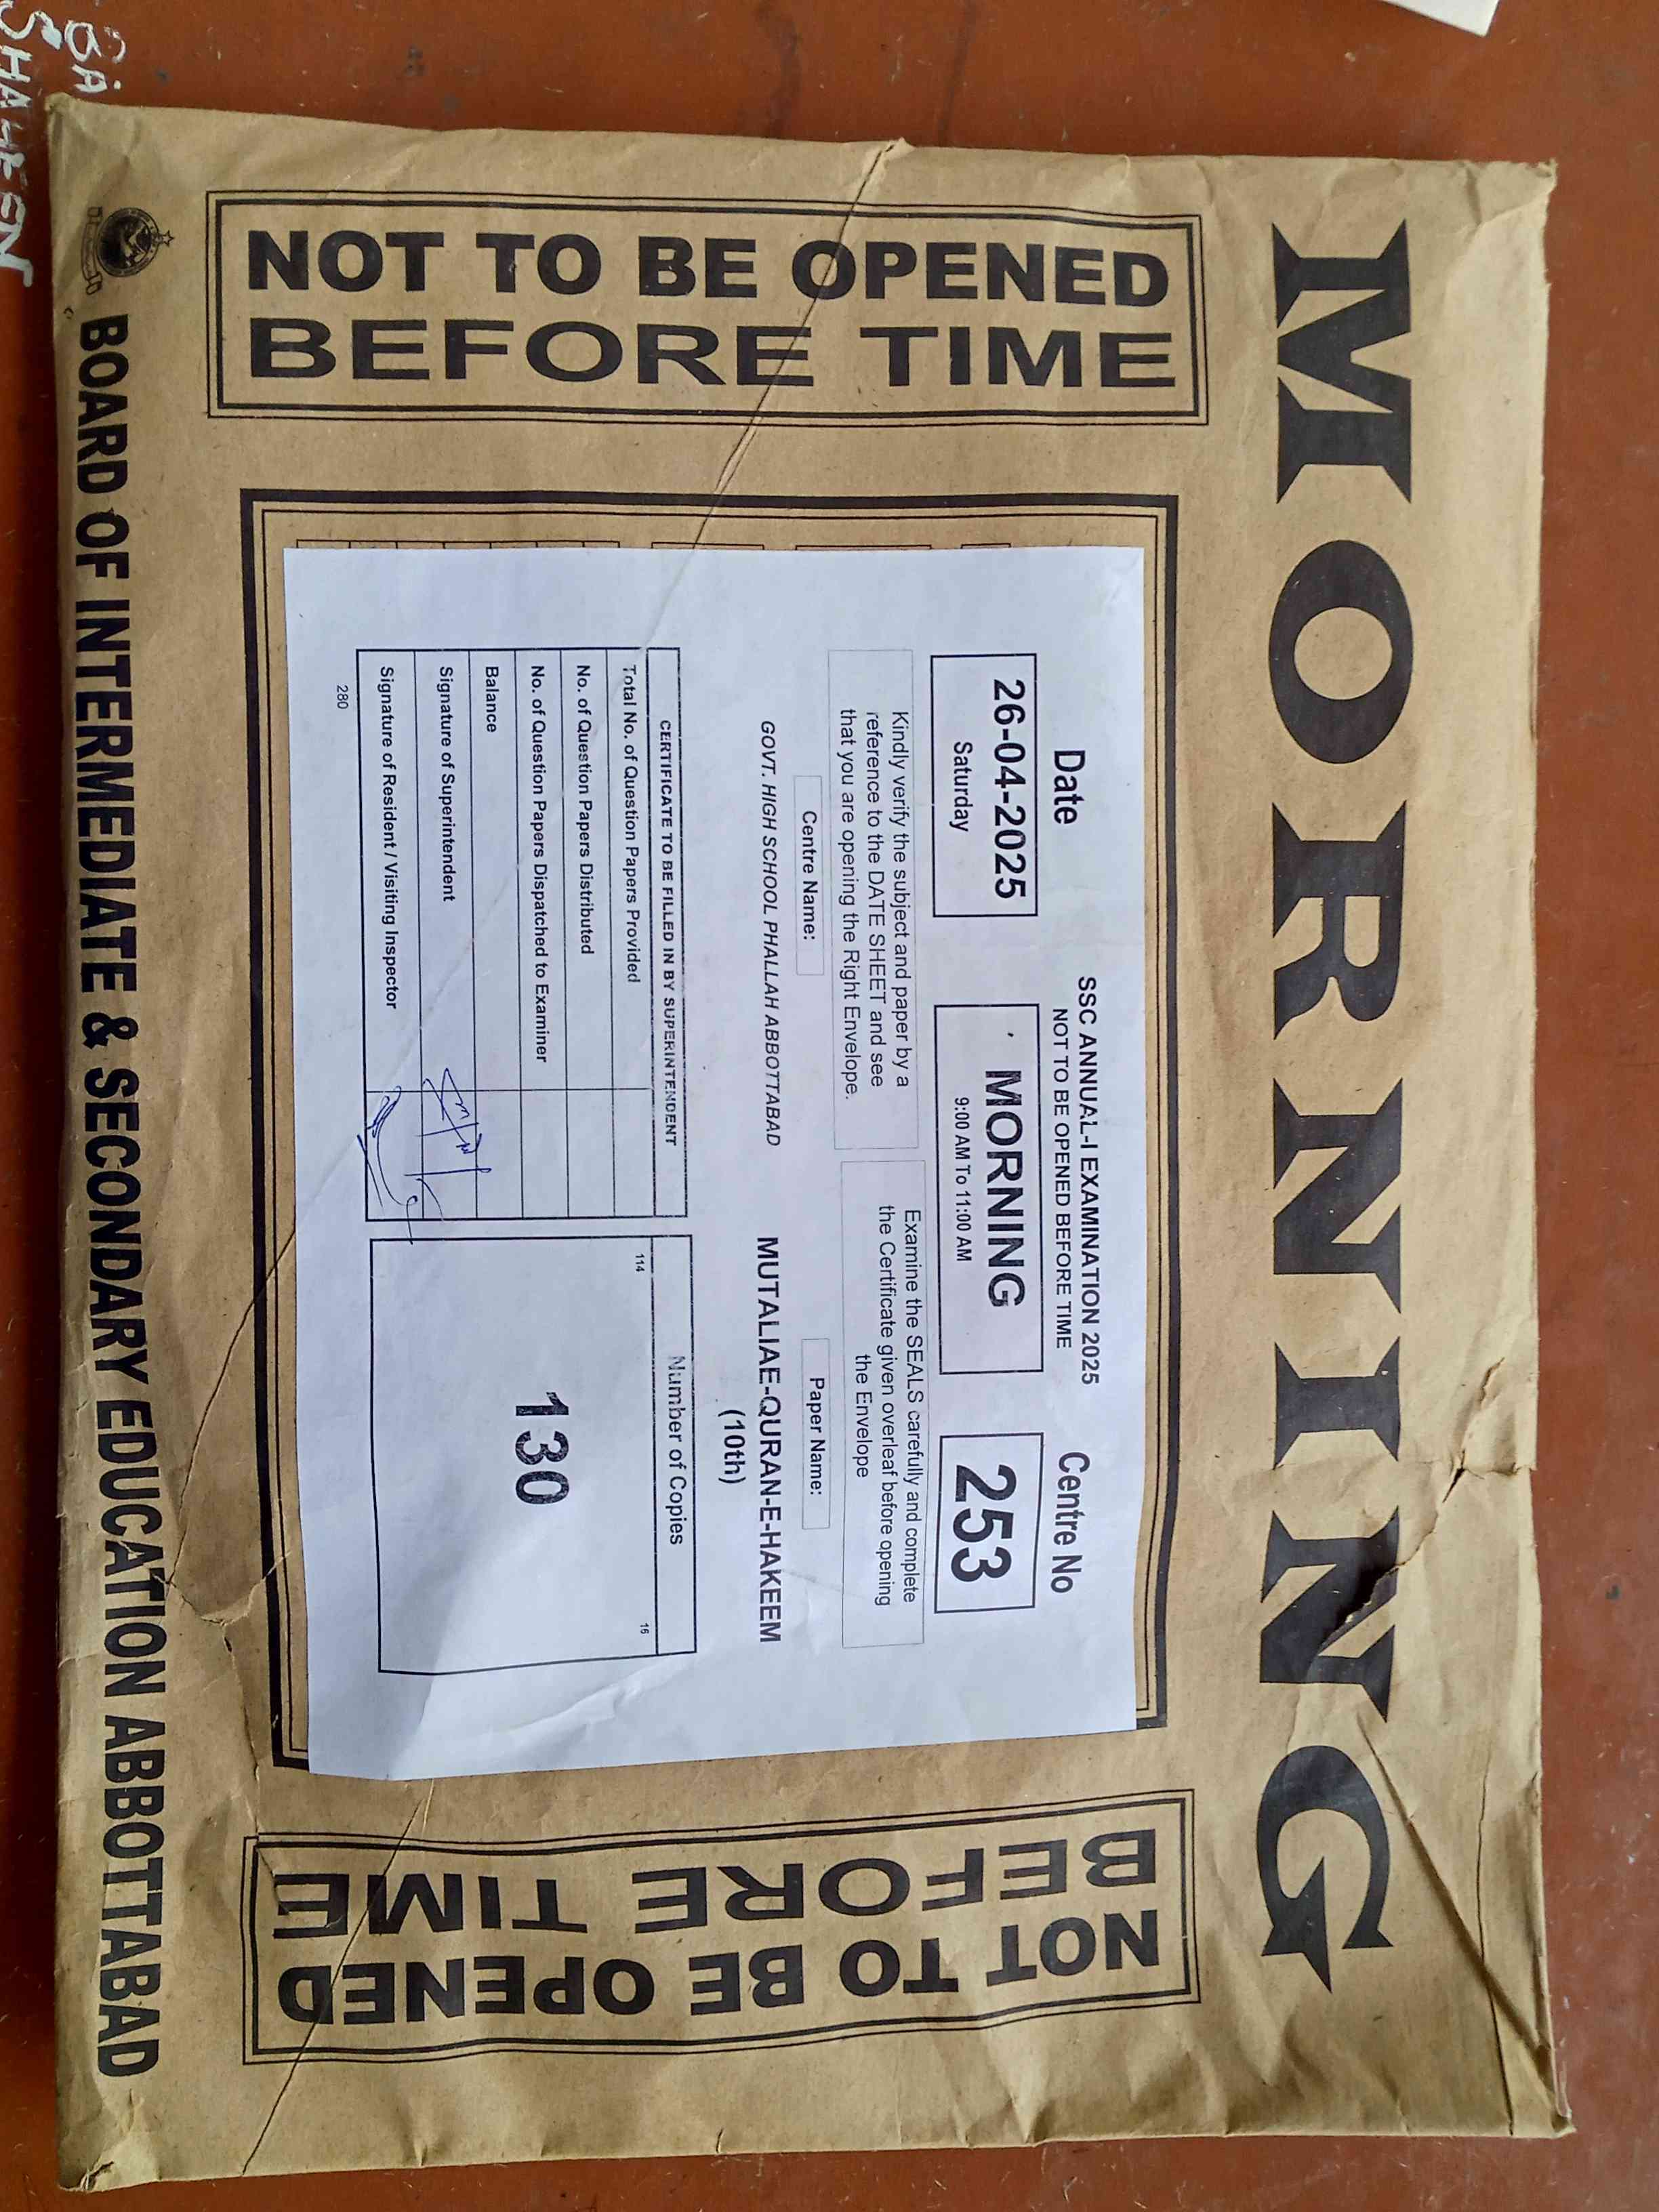 MORNING
NOT TO BE OPENED
BEFORE TIME
SSC ANNUAL-I EXAMINATION 2025
NOT TO BE OPENED BEFORE TIME
Date
26-04-2025
Saturday
MORNING
9:00 AM To 11:00 AM
Centre No
253
Kindly verify the subject and paper by a
reference to the DATE SHEET and see
that you are opening the Right Envelope.
Examine the SEALS carefully and complete
the Certificate given overleaf before opening
the Envelope
Centre Name:
GOVT. HIGH SCHOOL PHALLAH ABBOTTABAD
Paper Name:
MUTALIAE-QURAN-E-HAKEEM
(10th)
CERTIFICATE TO BE FILLED IN BY SUPERINTENDENT
Total No. of Question Papers Provided
No. of Question Papers Distributed
No. of Question Papers Dispatched to Examiner
Balance
Signature of Superintendent
Signature of Resident / Visiting Inspector
280
Number of Copies
114
16
130
NOT TO BE OPENED
BEFORE TIME
BOARD OF INTERMEDIATE & SECONDARY EDUCATION ABBOTTABAD
SHAHEEN